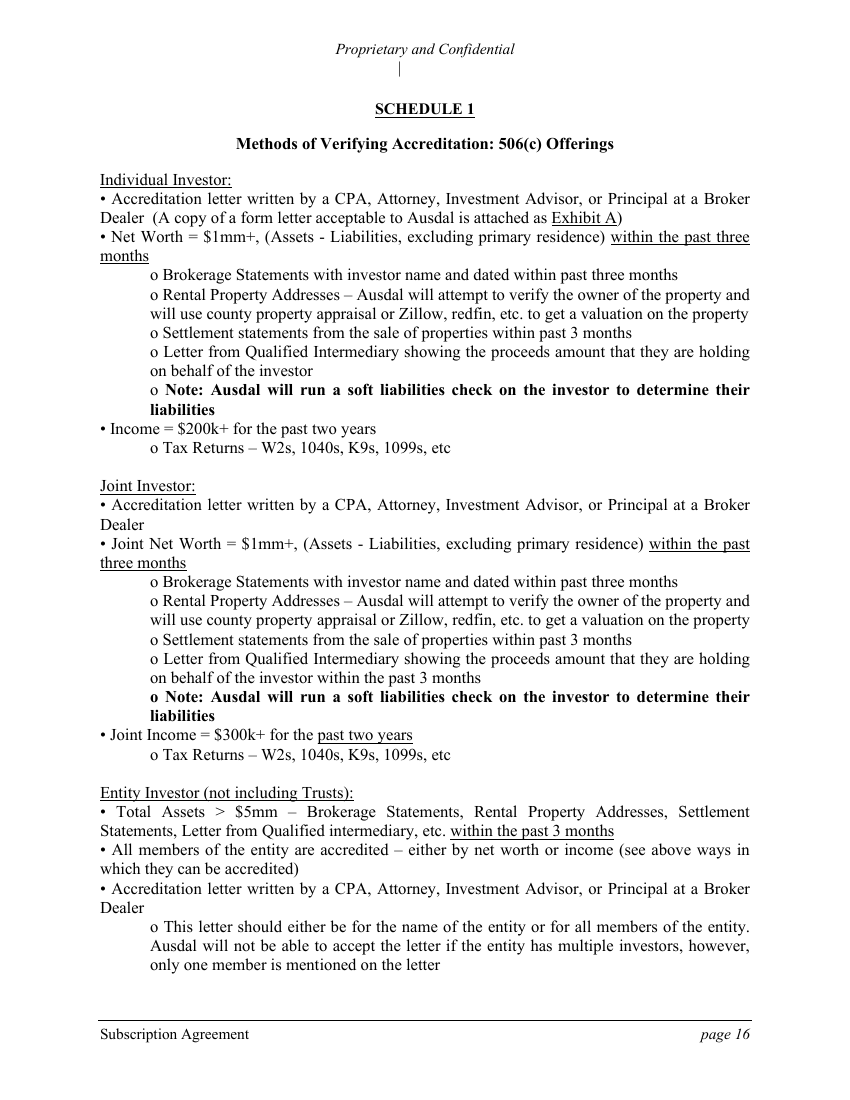 Proprietary and Confidential
|
SCHEDULE 1
Methods of Verifying Accreditation: 506(c) Offerings
Individual Investor:
• Accreditation letter written by a CPA, Attorney, Investment Advisor, or Principal at a Broker
Dealer (A copy of a form letter acceptable to Ausdal is attached as Exhibit A)
• Net Worth = $1mm+, (Assets - Liabilities, excluding primary residence) within the past three
months
o Brokerage Statements with investor name and dated within past three months
o Rental Property Addresses – Ausdal will attempt to verify the owner of the property and
will use county property appraisal or Zillow, redfin, etc. to get a valuation on the property
o Settlement statements from the sale of properties within past 3 months
o Letter from Qualified Intermediary showing the proceeds amount that they are holding
on behalf of the investor
o Note: Ausdal will run a soft liabilities check on the investor to determine their
liabilities
• Income = $200k+ for the past two years
o Tax Returns – W2s, 1040s, K9s, 1099s, etc
Joint Investor:
• Accreditation letter written by a CPA, Attorney, Investment Advisor, or Principal at a Broker
Dealer
• Joint Net Worth = $1mm+, (Assets - Liabilities, excluding primary residence) within the past
three months
o Brokerage Statements with investor name and dated within past three months
o Rental Property Addresses – Ausdal will attempt to verify the owner of the property and
will use county property appraisal or Zillow, redfin, etc. to get a valuation on the property
o Settlement statements from the sale of properties within past 3 months
o Letter from Qualified Intermediary showing the proceeds amount that they are holding
on behalf of the investor within the past 3 months
o Note: Ausdal will run a soft liabilities check on the investor to determine their
liabilities
• Joint Income = $300k+ for the past two years
o Tax Returns – W2s, 1040s, K9s, 1099s, etc
Entity Investor (not including Trusts):
• Total Assets > $5mm – Brokerage Statements, Rental Property Addresses, Settlement
Statements, Letter from Qualified intermediary, etc. within the past 3 months
• All members of the entity are accredited – either by net worth or income (see above ways in
which they can be accredited)
• Accreditation letter written by a CPA, Attorney, Investment Advisor, or Principal at a Broker
Dealer
o This letter should either be for the name of the entity or for all members of the entity.
Ausdal will not be able to accept the letter if the entity has multiple investors, however,
only one member is mentioned on the letter
Subscription Agreement
page 16